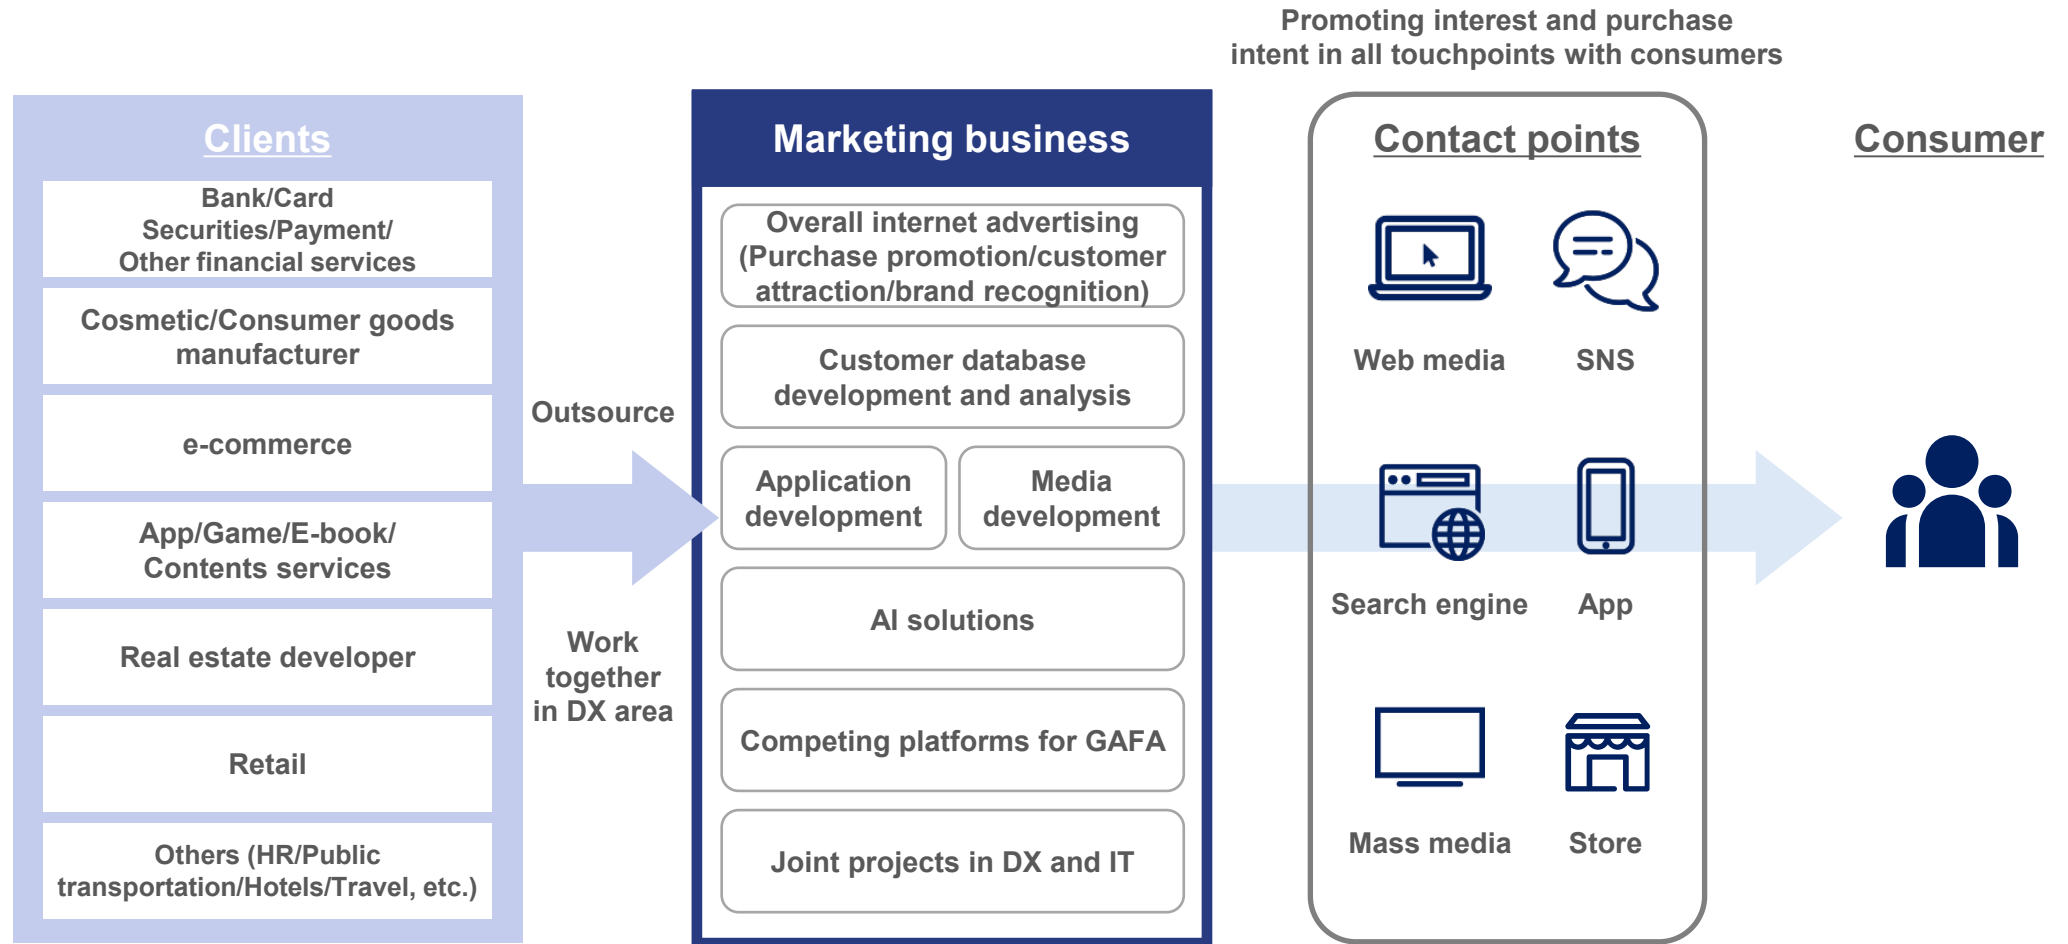 Promoting interest and purchase
intent in all touchpoints with consumers
Clients
Bank/Card
Securities/Payment/
Other financial services
Cosmetic/Consumer goods
manufacturer
e-commerce
App/Game/E-book/
Contents services
Real estate developer
Retail
Others (HR/Public
transportation/Hotels/Travel, etc.)
Outsource
Work
together
in DX area
Marketing business
Overall internet advertising
(Purchase promotion/customer
attraction/brand recognition)
Customer database
development and analysis
Application
development
Media
development
AI solutions
Competing platforms for GAFA
Joint projects in DX and IT
Contact points
Web media
SNS
Search engine
App
Mass media
Store
Consumer